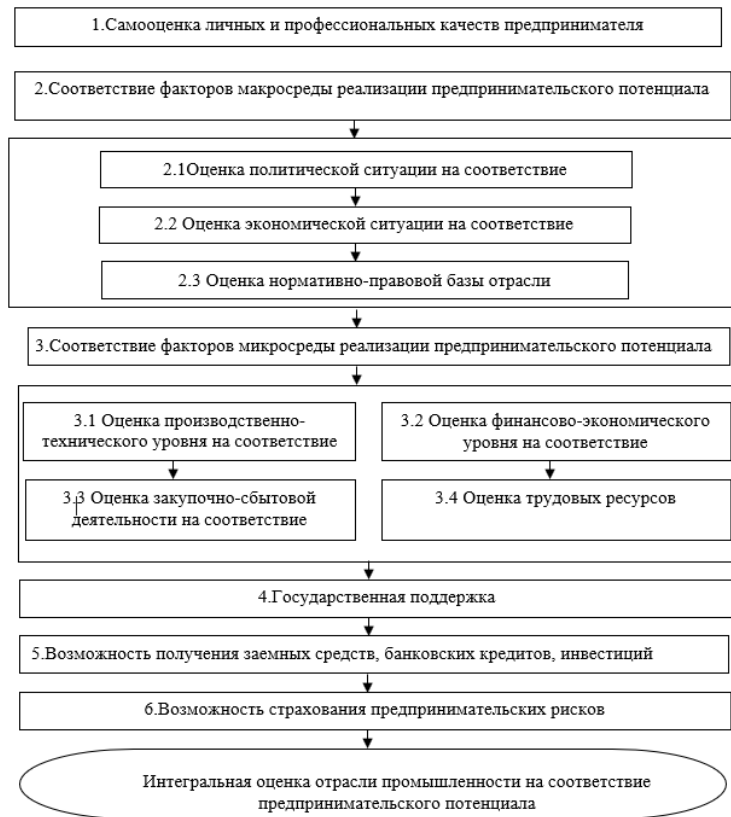 1.Самооценка личных и профессиональных качеств предпринимателя
2.Соответствие факторов макросреды реализации предпринимательского потенциала
2.1Оценка политической ситуации на соответствие
2.2 Оценка экономической ситуации на соответствие
2.3 Оценка нормативно-правовой базы отрасли
3.Соответствие факторов микросреды реализации предпринимательского потенциала
3.1 Оценка производственно-
технического уровня на соответствие
3.2 Оценка финансово-экономического
уровня на соответствие
3.3 Оценка закупочно-сбытовой
деятельности на соответствие
3.4 Оценка трудовых ресурсов
4.Государственная поддержка
5.Возможность получения заемных средств, банковских кредитов, инвестиций
6.Возможность страхования предпринимательских рисков
Интегральная оценка отрасли промышленности на соответствие
предпринимательского потенциала